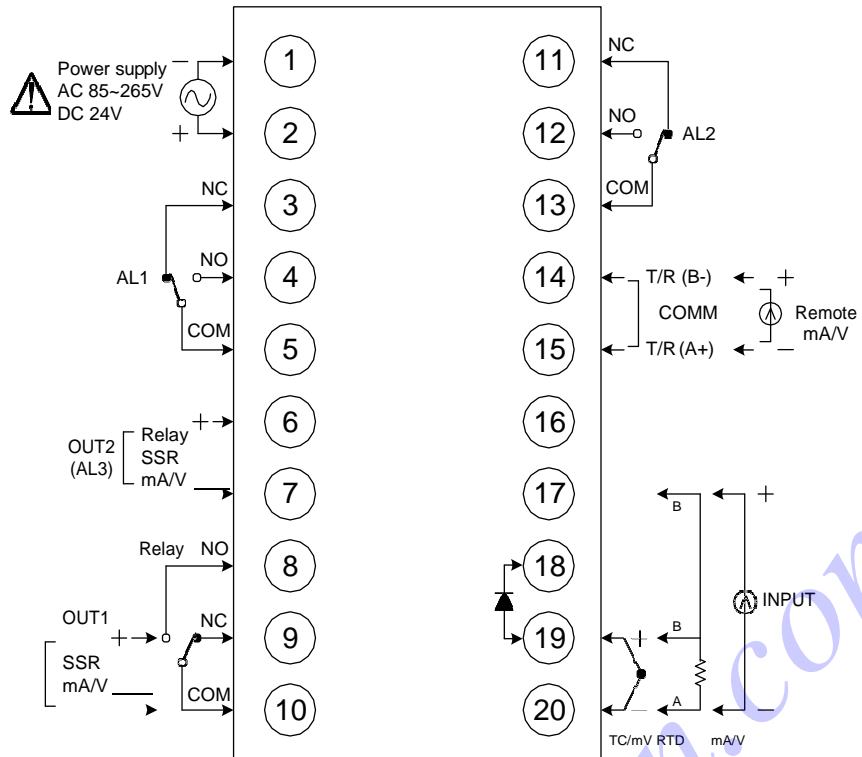 Power supply
AC 85~265V
DC 24V
−
+
1
2
NC
3
NO
4
AL1
COM
5
+
6
OUT2
(AL3)
Relay
SSR
mA/V
7
Relay NO
8
OUT1
+
NC
9
SSR
mA/V
COM
10
11
NC
12
NO
AL2
13
COM
14
T/R (B-)
+
COMM
Remote
mA/V
15
T/R (A+)
−
16
17
B
+
18
INPUT
19
+
B
20
−
A
−
TC/mV RTD mA/V